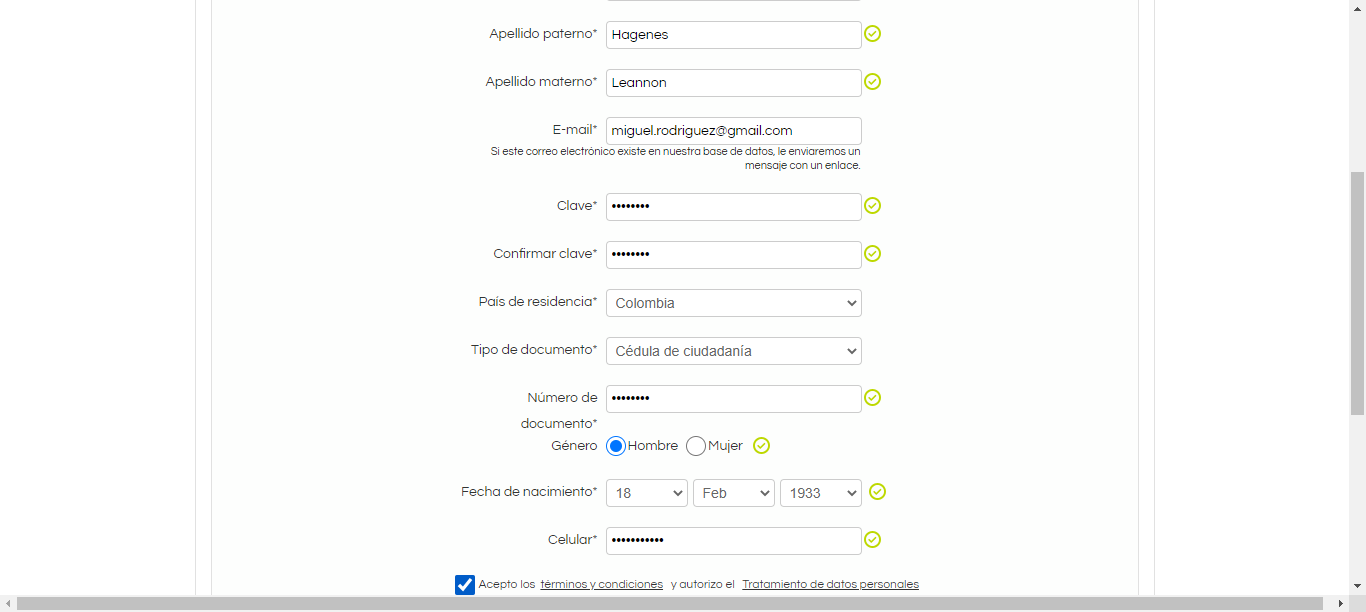 Apellido paterno* Hagenes
Apellido materno* Leannon
E-mail* miguel.rodriguez@gmail.com
Si este correo electrónico existe en nuestra base de datos, le enviaremos un
mensaje con un enlace.
Clave* ••••••••
Confirmar clave* ••••••••
País de residencia* Colombia
Tipo de documento* Cédula de ciudadanía
Número de ••••••••
documento*
Género Hombre Mujer
Fecha de nacimiento* 18 Feb 1933
Celular* •••••••••••
Acepto los términos y condiciones y autorizo el Tratamiento de datos personales